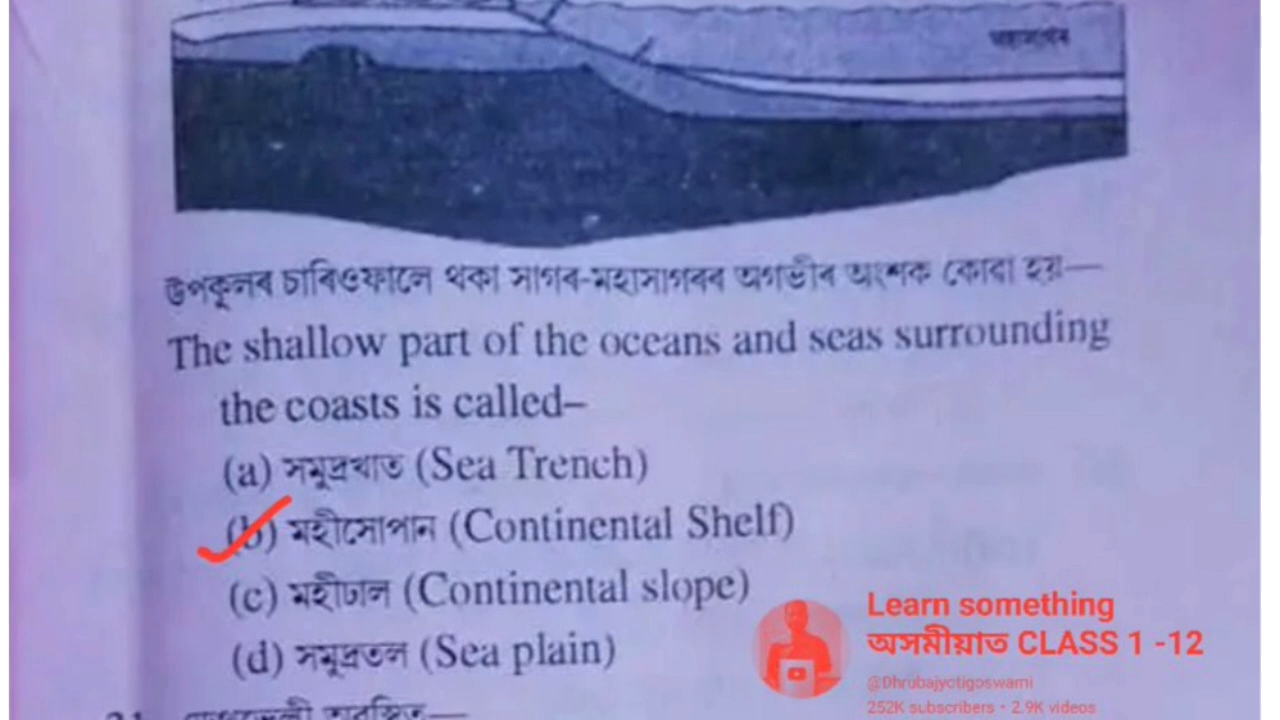 মহাসাগৰ
উপকূলৰ চাৰিওফালে থকা সাগৰ-মহাসাগৰৰ অগভীৰ অংশক কোৱা হয়—
The shallow part of the oceans and seas surrounding
the coasts is called–
(a) সমুদ্ৰখাত (Sea Trench)
(b) মহীসোপান (Continental Shelf)
(c) মহীঢাল (Continental slope)
(d) সমুদ্ৰতল (Sea plain)
Learn something
অসমীয়াত CLASS 1 -12
@Dhrubajyotigoswami
252K subscribers • 2.9K videos